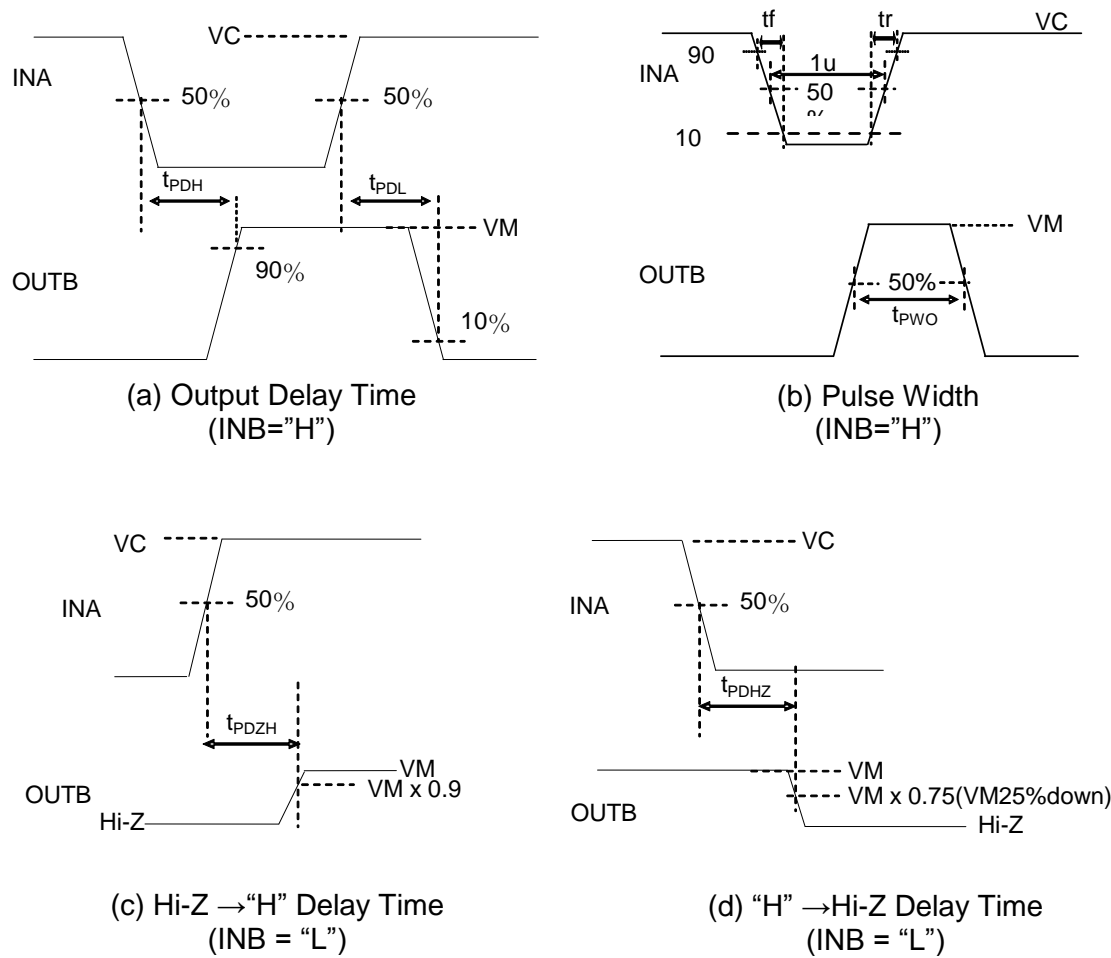 VC
INA
50%
50%
tPDH
tPDL
VM
90%
OUTB
10%
(a) Output Delay Time
(INB=”H”)
tf
tr
VC
90
1u
INA
50
%
10
VM
OUTB
50%
tPWO
(b) Pulse Width
(INB=”H”)
VC
50%
INA
tPDZH
VM
VM x 0.9
OUTB
Hi-Z
(c) Hi-Z →“H” Delay Time
(INB = “L”)
VC
INA
50%
tPDHZ
VM
VM x 0.75(VM25%down)
OUTB
Hi-Z
(d) “H” →Hi-Z Delay Time
(INB = “L”)